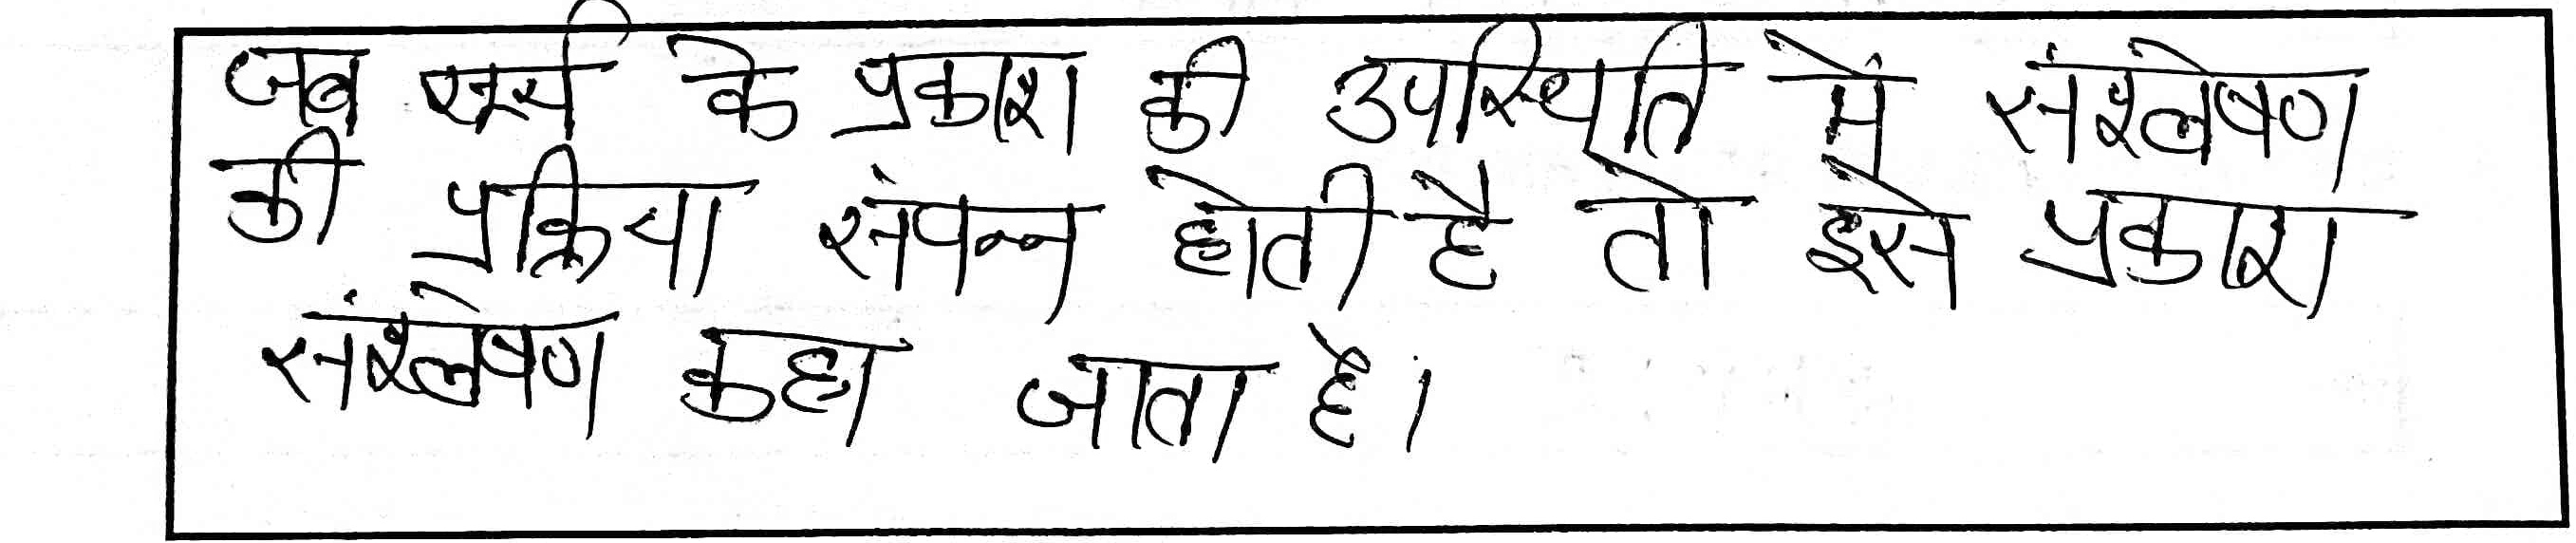 जब सूर्य के प्रकाश की उपस्थिति में संश्लेषण
की प्रक्रिया संपन्न होती है तो इसे प्रकाश
संश्लेषण कहा जाता है।